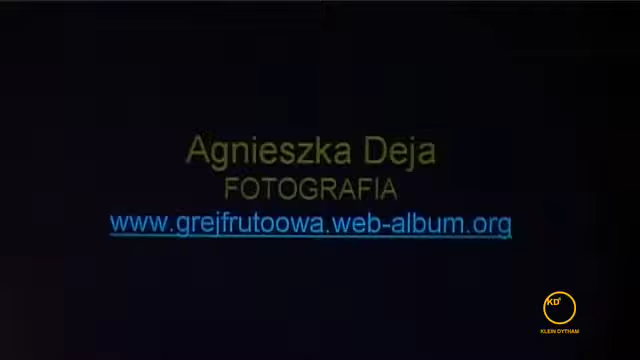 Agnieszka Deja
FOTOGRAFIA
www.grejfrutoowa.web-album.org
KD
KLEIN DYTHAM